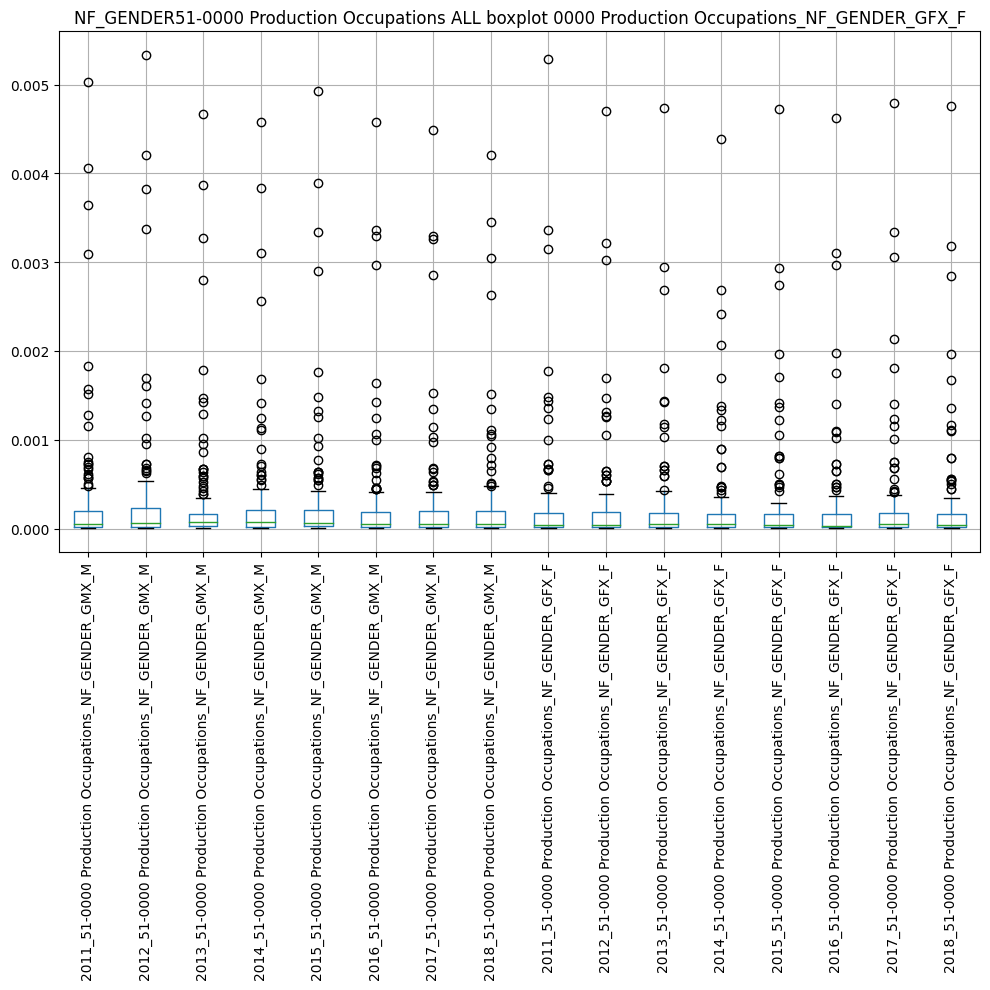 NF_GENDER51-0000 Production Occupations ALL boxplot 0000 Production Occupations_NF_GENDER_GFX_F
0.005
0.004
0.003
0.002
0.001
0.000
2011_51-0000 Production Occupations_NF_GENDER_GMX_M
2012_51-0000 Production Occupations_NF_GENDER_GMX_M
2013_51-0000 Production Occupations_NF_GENDER_GMX_M
2014_51-0000 Production Occupations_NF_GENDER_GMX_M
2015_51-0000 Production Occupations_NF_GENDER_GMX_M
2016_51-0000 Production Occupations_NF_GENDER_GMX_M
2017_51-0000 Production Occupations_NF_GENDER_GMX_M
2018_51-0000 Production Occupations_NF_GENDER_GMX_M
2011_51-0000 Production Occupations_NF_GENDER_GFX_F
2012_51-0000 Production Occupations_NF_GENDER_GFX_F
2013_51-0000 Production Occupations_NF_GENDER_GFX_F
2014_51-0000 Production Occupations_NF_GENDER_GFX_F
2015_51-0000 Production Occupations_NF_GENDER_GFX_F
2016_51-0000 Production Occupations_NF_GENDER_GFX_F
2017_51-0000 Production Occupations_NF_GENDER_GFX_F
2018_51-0000 Production Occupations_NF_GENDER_GFX_F